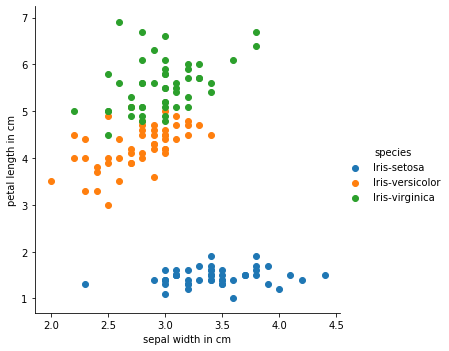 7
6
5
4
3
2
1
petal length in cm
2.0 2.5 3.0 3.5 4.0 4.5
sepal width in cm
species
Iris-setosa
Iris-versicolor
Iris-virginica